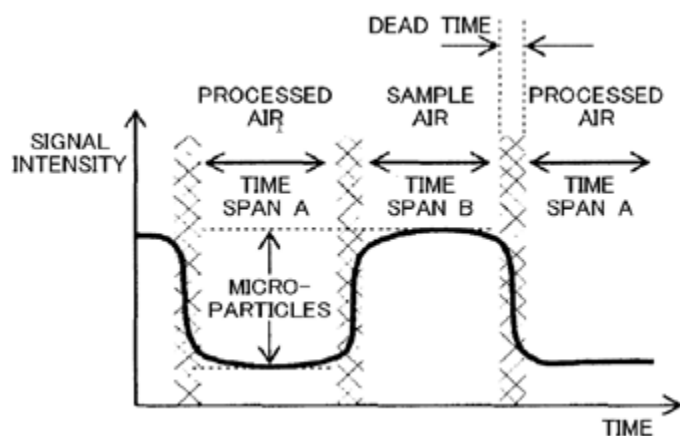 DEAD TIME
PROCESSED
AIR
SAMPLE
AIR
PROCESSED
AIR
SIGNAL
INTENSITY
TIME
SPAN A
TIME
SPAN B
TIME
SPAN A
MICRO-
PARTICLES
TIME